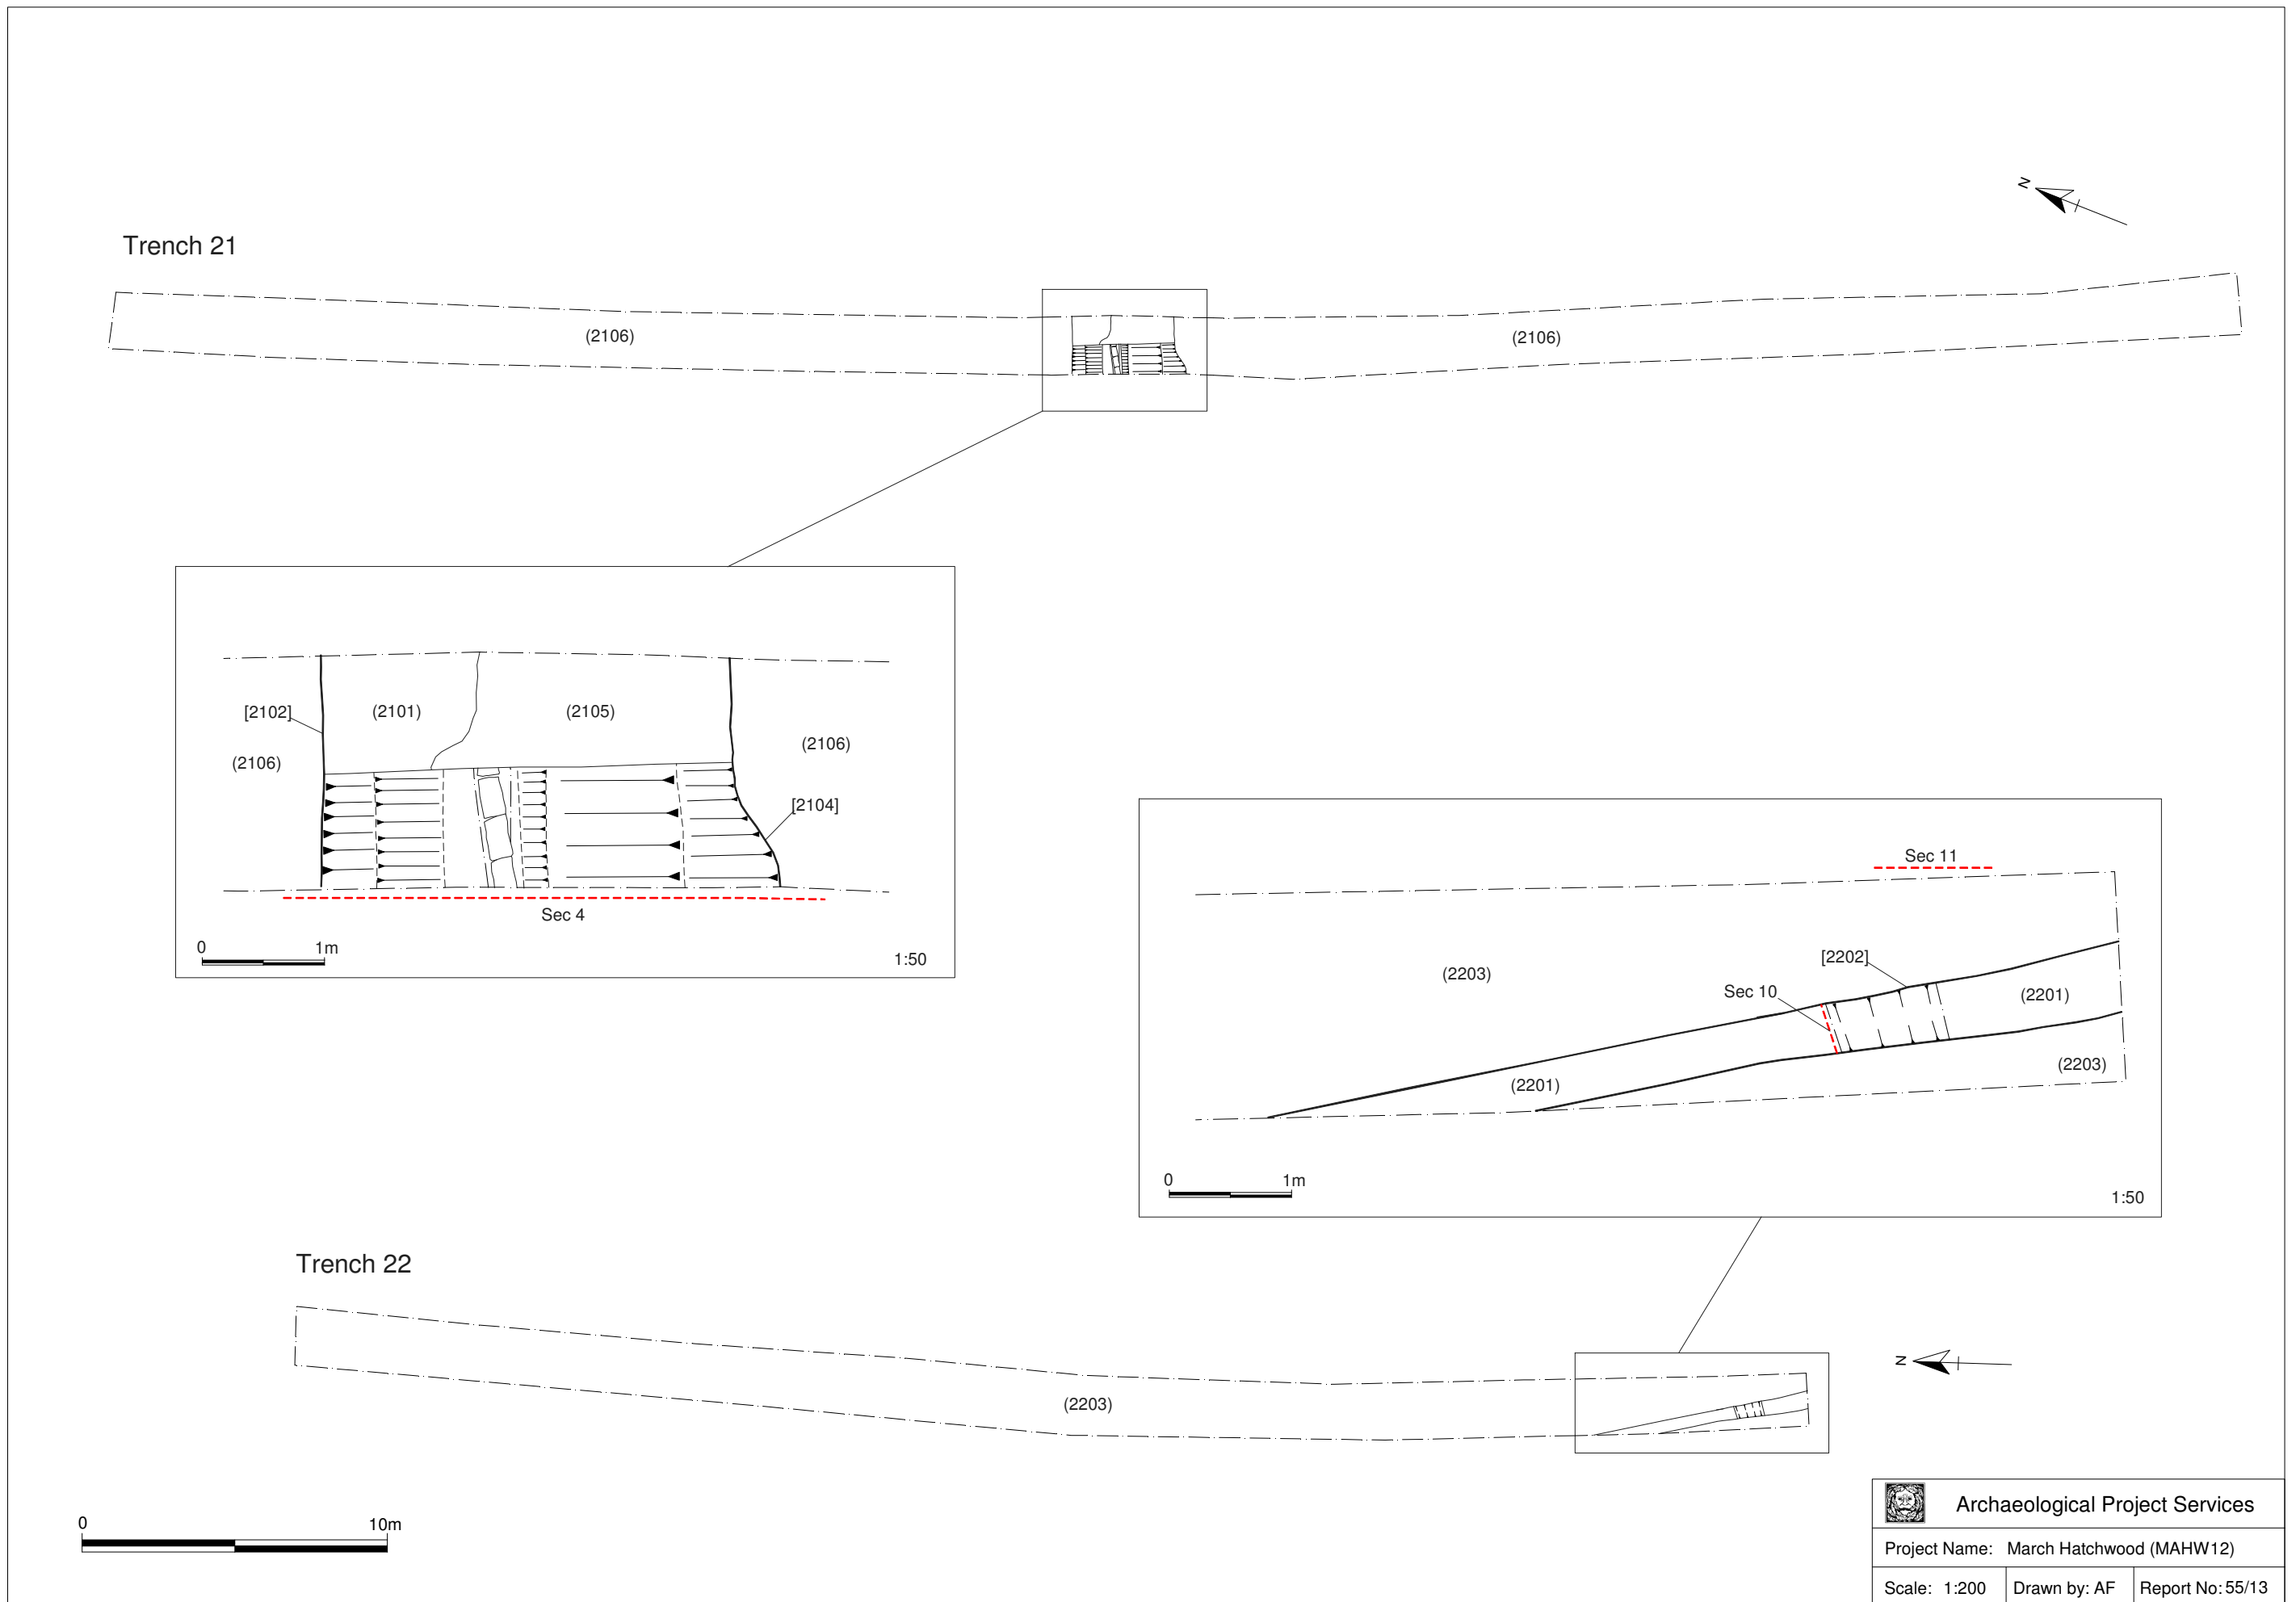 N
Trench 21
(2106)
(2106)
[2102]
(2101)
(2105)
(2106)
(2106)
[2104]
Sec 4
0 1m
1:50
Sec 11
[2202]
(2203)
Sec 10
(2201)
(2203)
(2201)
0 1m
1:50
Trench 22
N
(2203)
0 10m
Archaeological Project Services
Project Name: March Hatchwood (MAHW12)
Scale: 1:200 Drawn by: AF Report No: 55/13